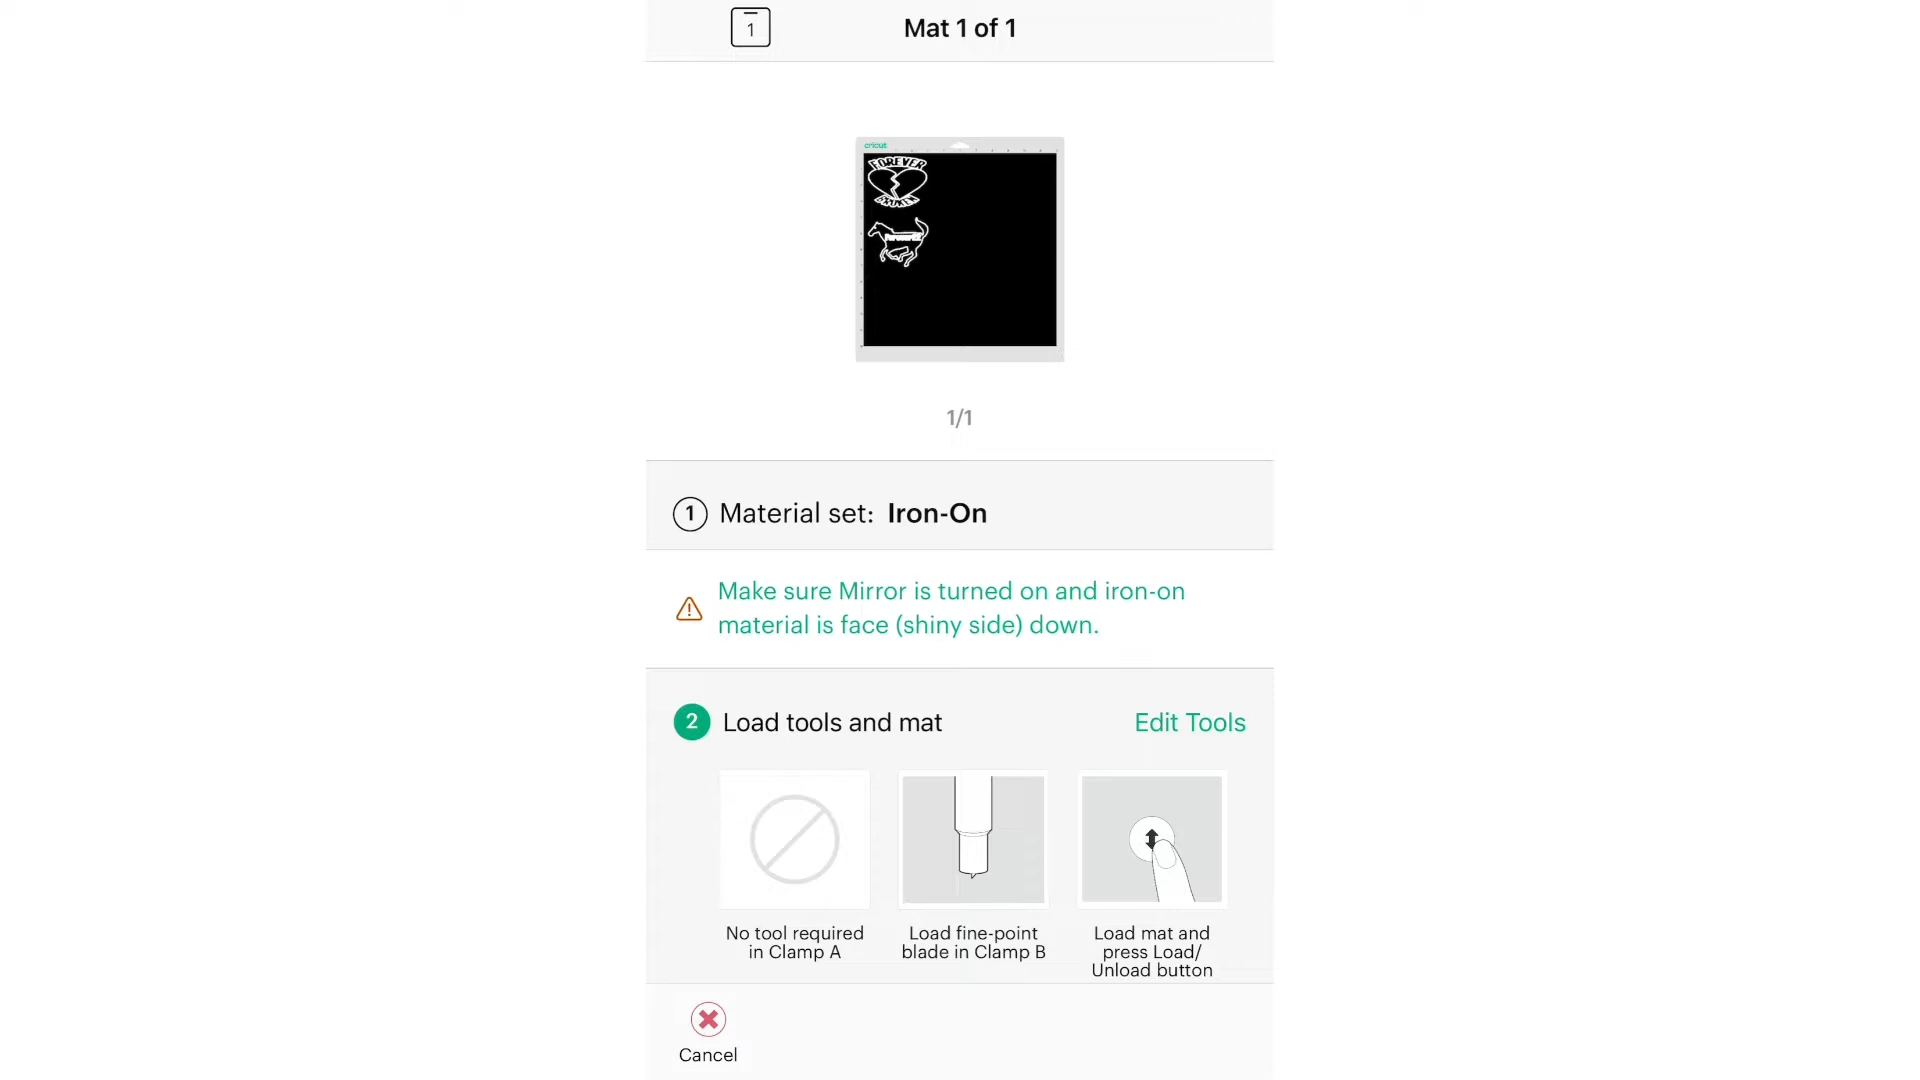 1
Mat 1 of 1
cricut
FOREVER
BROKEN
1/1
1 Material set: Iron-On
Make sure Mirror is turned on and iron-on
material is face (shiny side) down.
2 Load tools and mat
Edit Tools
No tool required
in Clamp A
Load fine-point
blade in Clamp B
Load mat and
press Load/
Unload button
Cancel